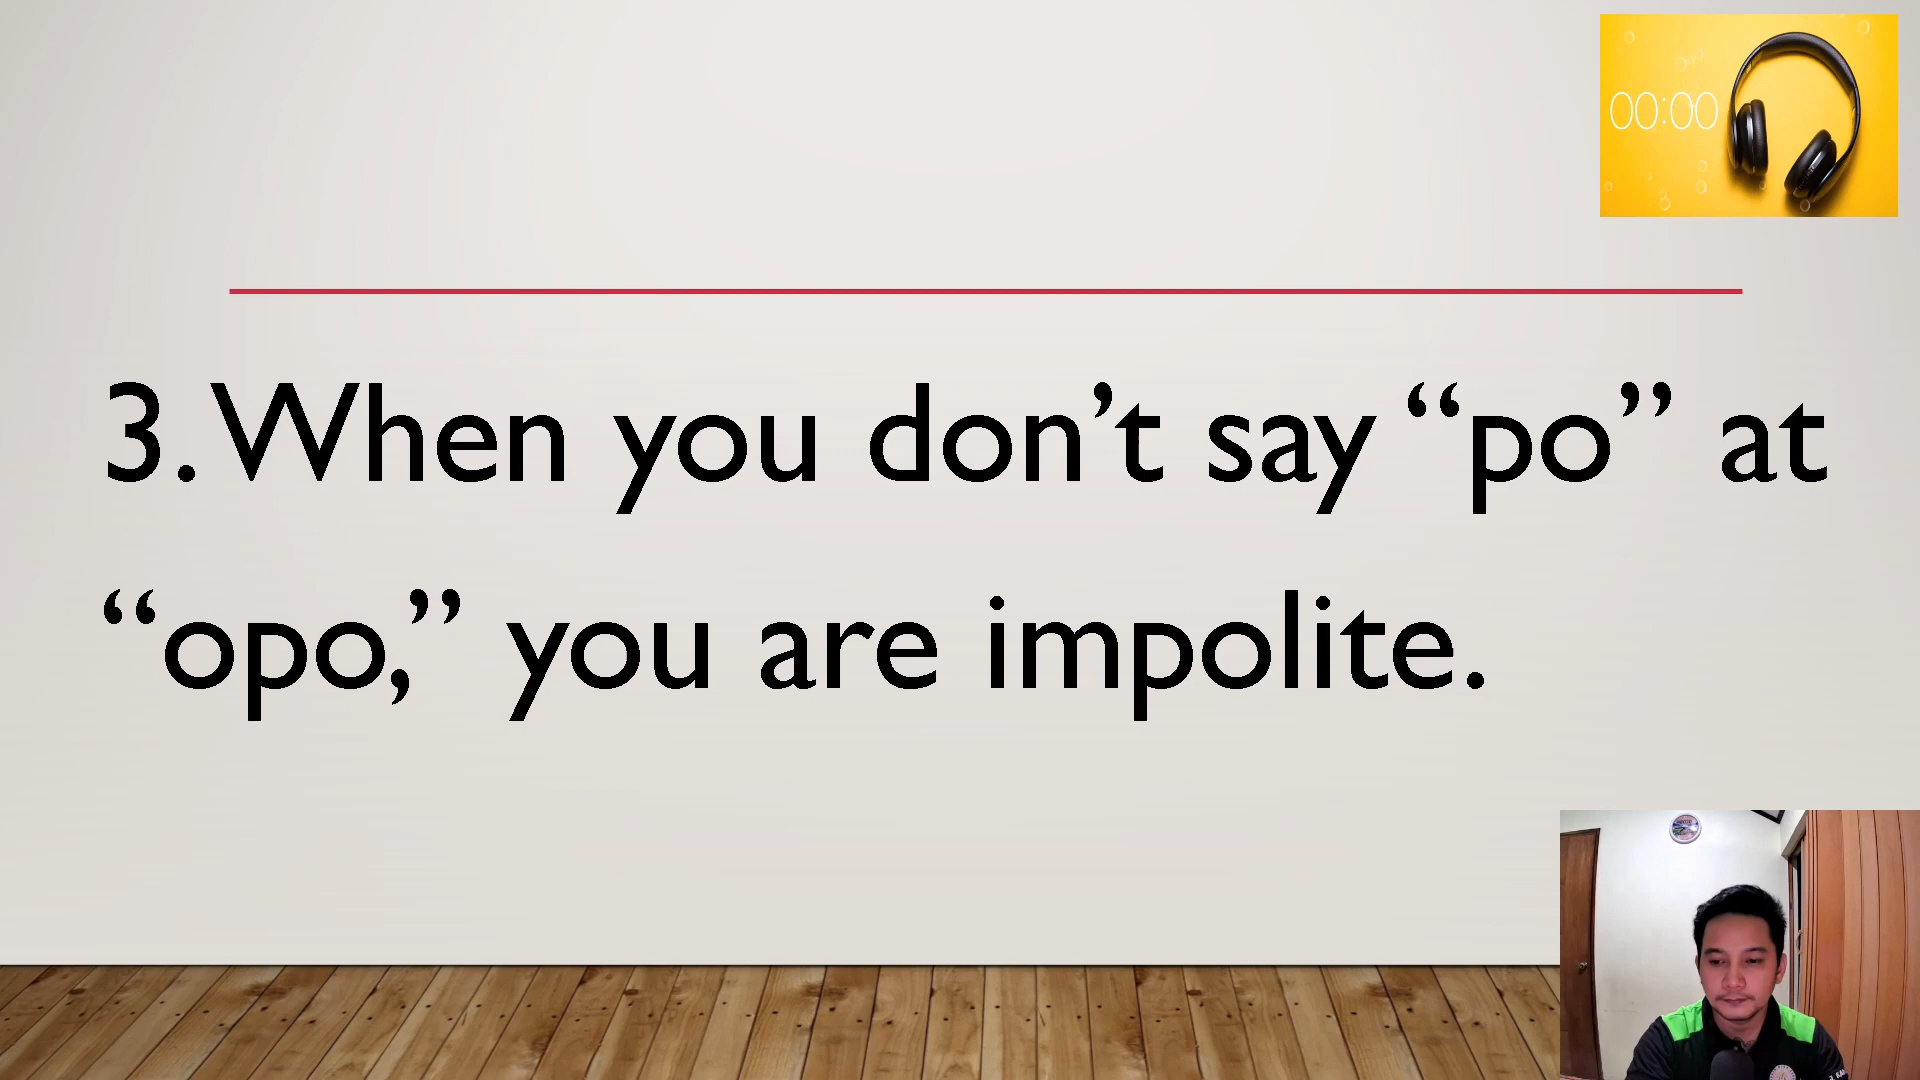 00:00
3. When you don’t say “po” at
“opo,” you are impolite.